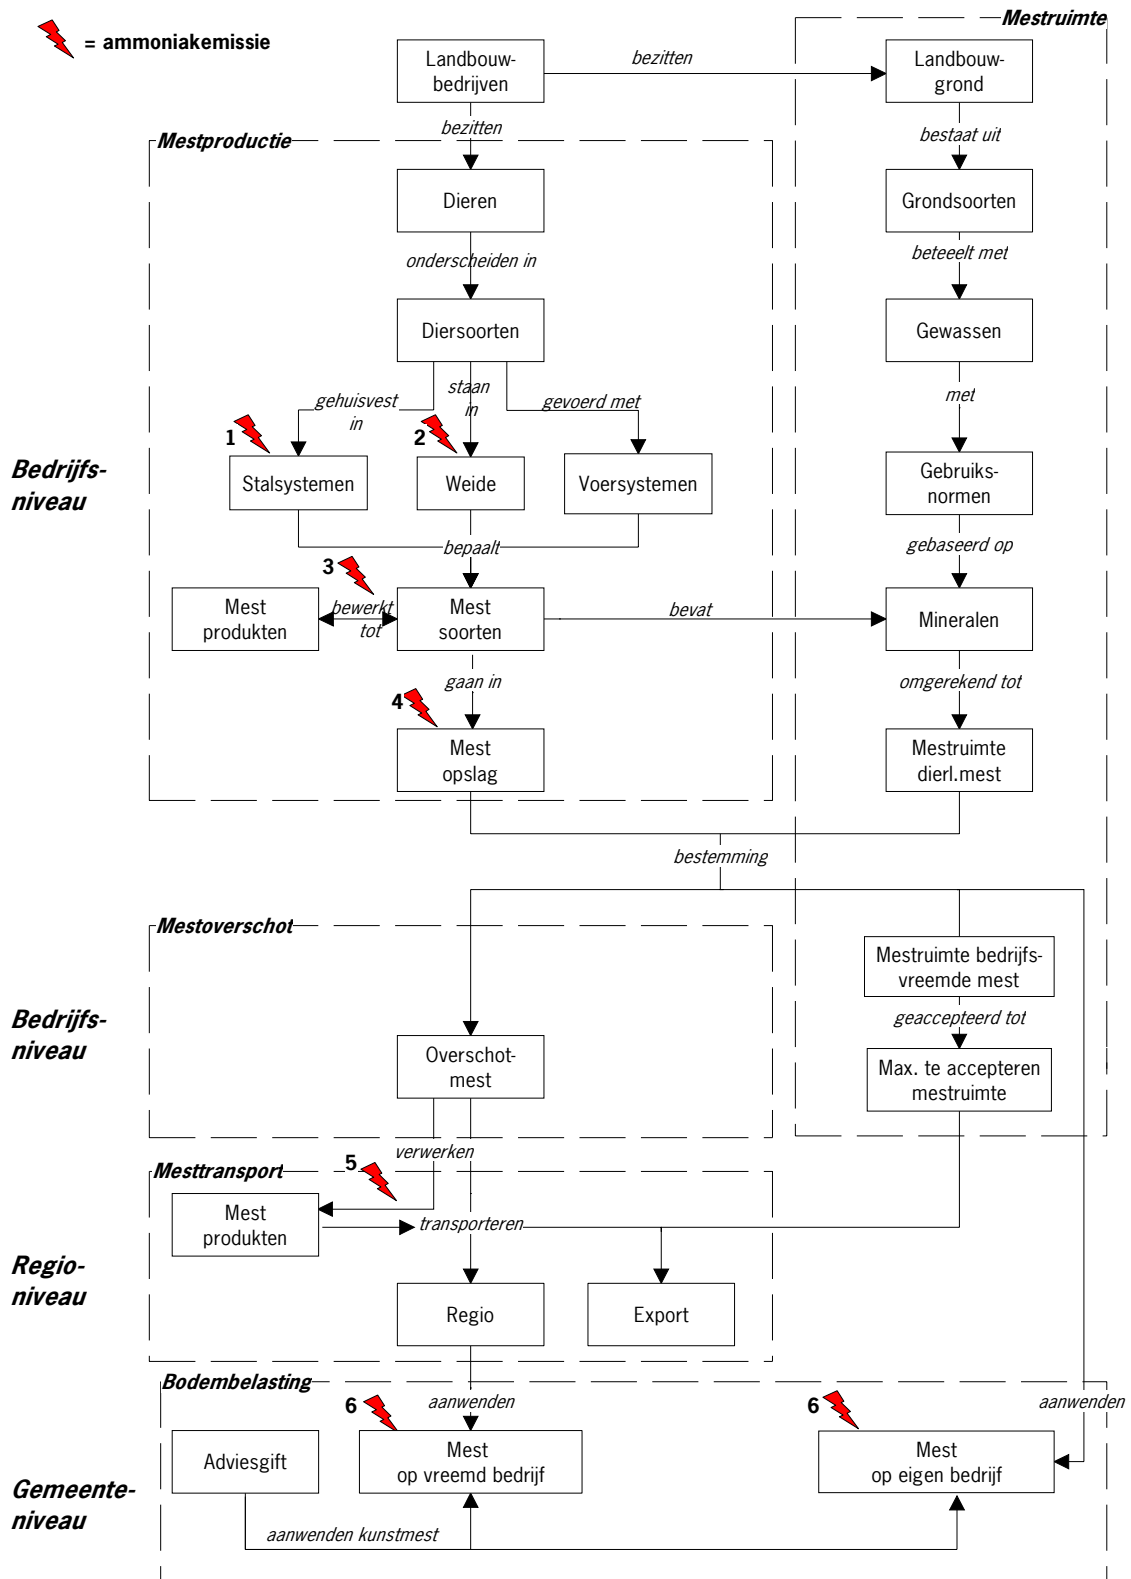 Mestruimte
= ammoniakemissie
Landbouw-
bedrijven
bezitten
Landbouw-
grond
bezitten
bestaat uit
Mestproductie
Dieren
Grondsoorten
onderscheiden in
beteeelt met
Diersoorten
Gewassen
gehuisvest
in
staan
in
gevoerd met
met
1
2
Bedrijfs-
niveau
Stalsystemen
Weide
Voersystemen
Gebruiks-
normen
bepaalt
gebaseerd op
3
Mest
produkten
bewerkt
tot
Mest
soorten
bevat
Mineralen
gaan in
omgerekend tot
4
Mest
opslag
Mestruimte
dierl.mest
bestemming
Mestoverschot
Mestruimte bedrijfs-
vreemde mest
geaccepteerd tot
Bedrijfs-
niveau
Overschot-
mest
Max. te accepteren
mestruimte
verwerken
5
Mesttransport
Mest
produkten
transporteren
Regio-
niveau
Regio
Export
Bodembelasting
6
aanwenden
6
aanwenden
Adviesgift
Mest
op vreemd bedrijf
Mest
op eigen bedrijf
Gemeente-
niveau
aanwenden kunstmest